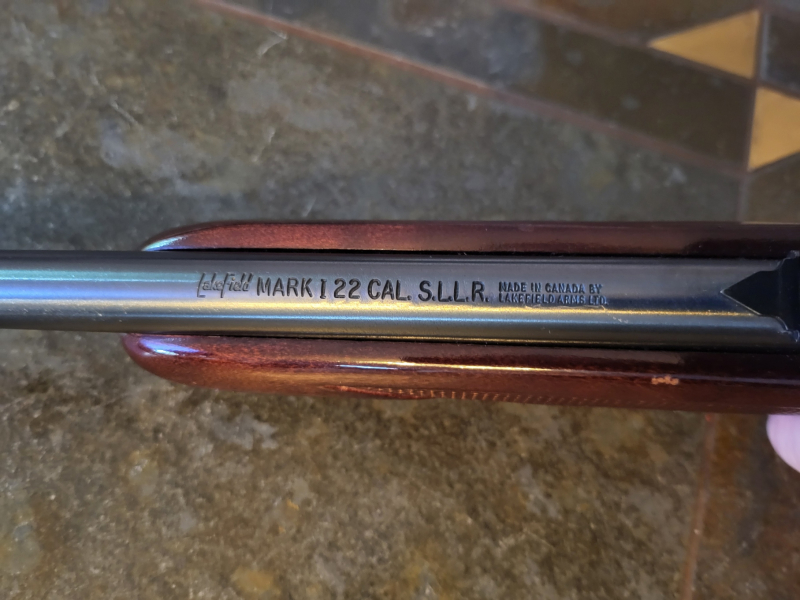 Lakefield MARK I 22 CAL. S.L.L.R.
MADE IN CANADA BY
LAKEFIELD ARMS LTD.